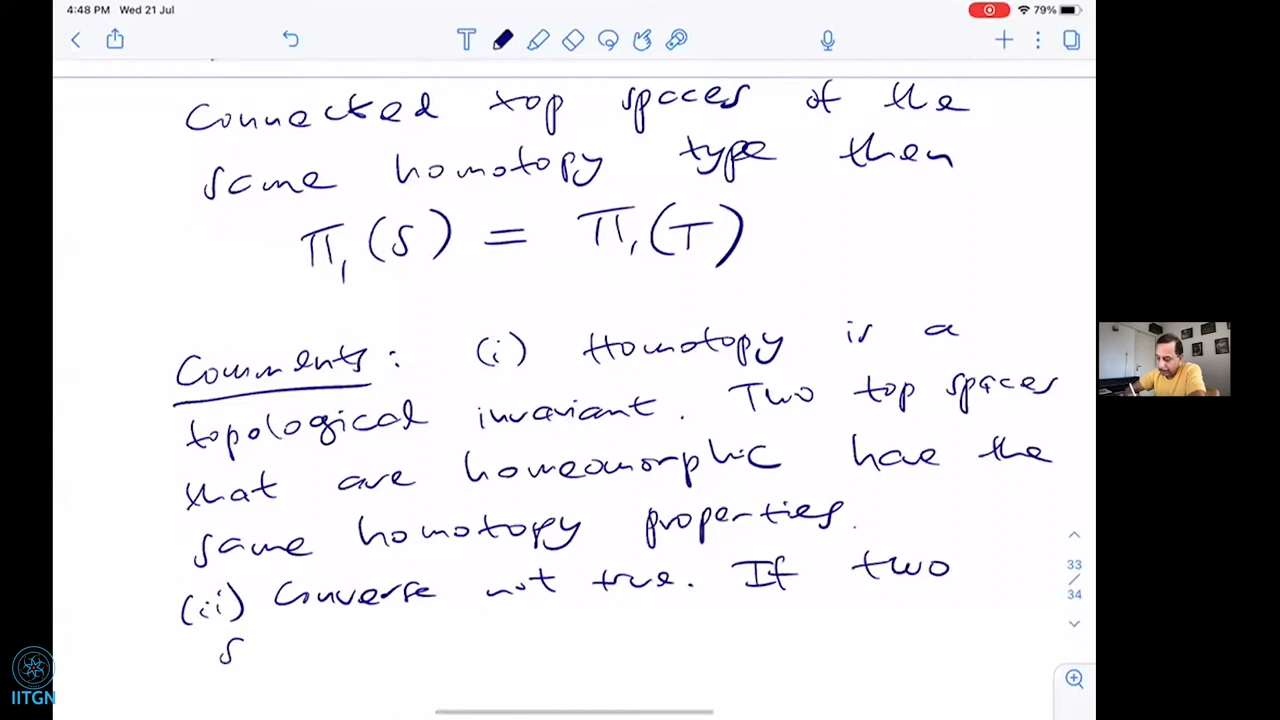 4:48 PM Wed 21 Jul
79%
Connected top spaces of the
same homotopy type then
π₁(S) = π₁(T)
Comments: (i) Homotopy is a
topological invariant. Two top spaces
that are homeomorphic have the
same homotopy properties.
(ii) Converse not true. If two
s
33
/
34
IITGN